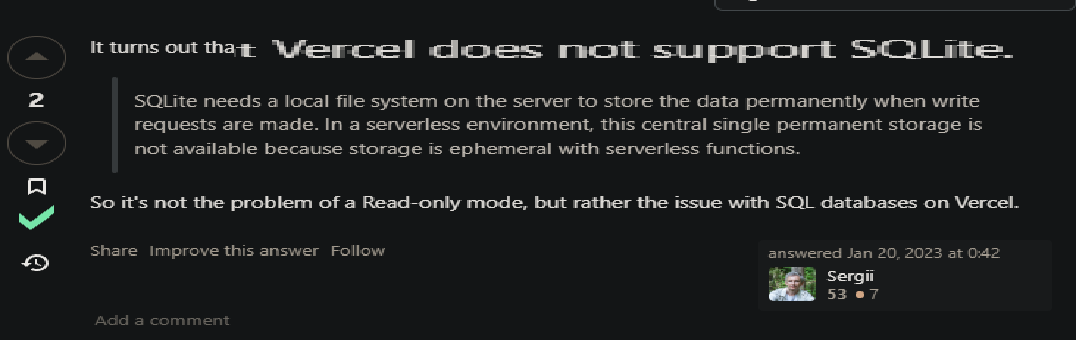 It turns out that Vercel does not support SQLite.
2
SQLite needs a local file system on the server to store the data permanently when write
requests are made. In a serverless environment, this central single permanent storage is
not available because storage is ephemeral with serverless functions.
So it's not the problem of a Read-only mode, but rather the issue with SQL databases on Vercel.
Share Improve this answer Follow
answered Jan 20, 2023 at 0:42
Sergii
53 7
Add a comment